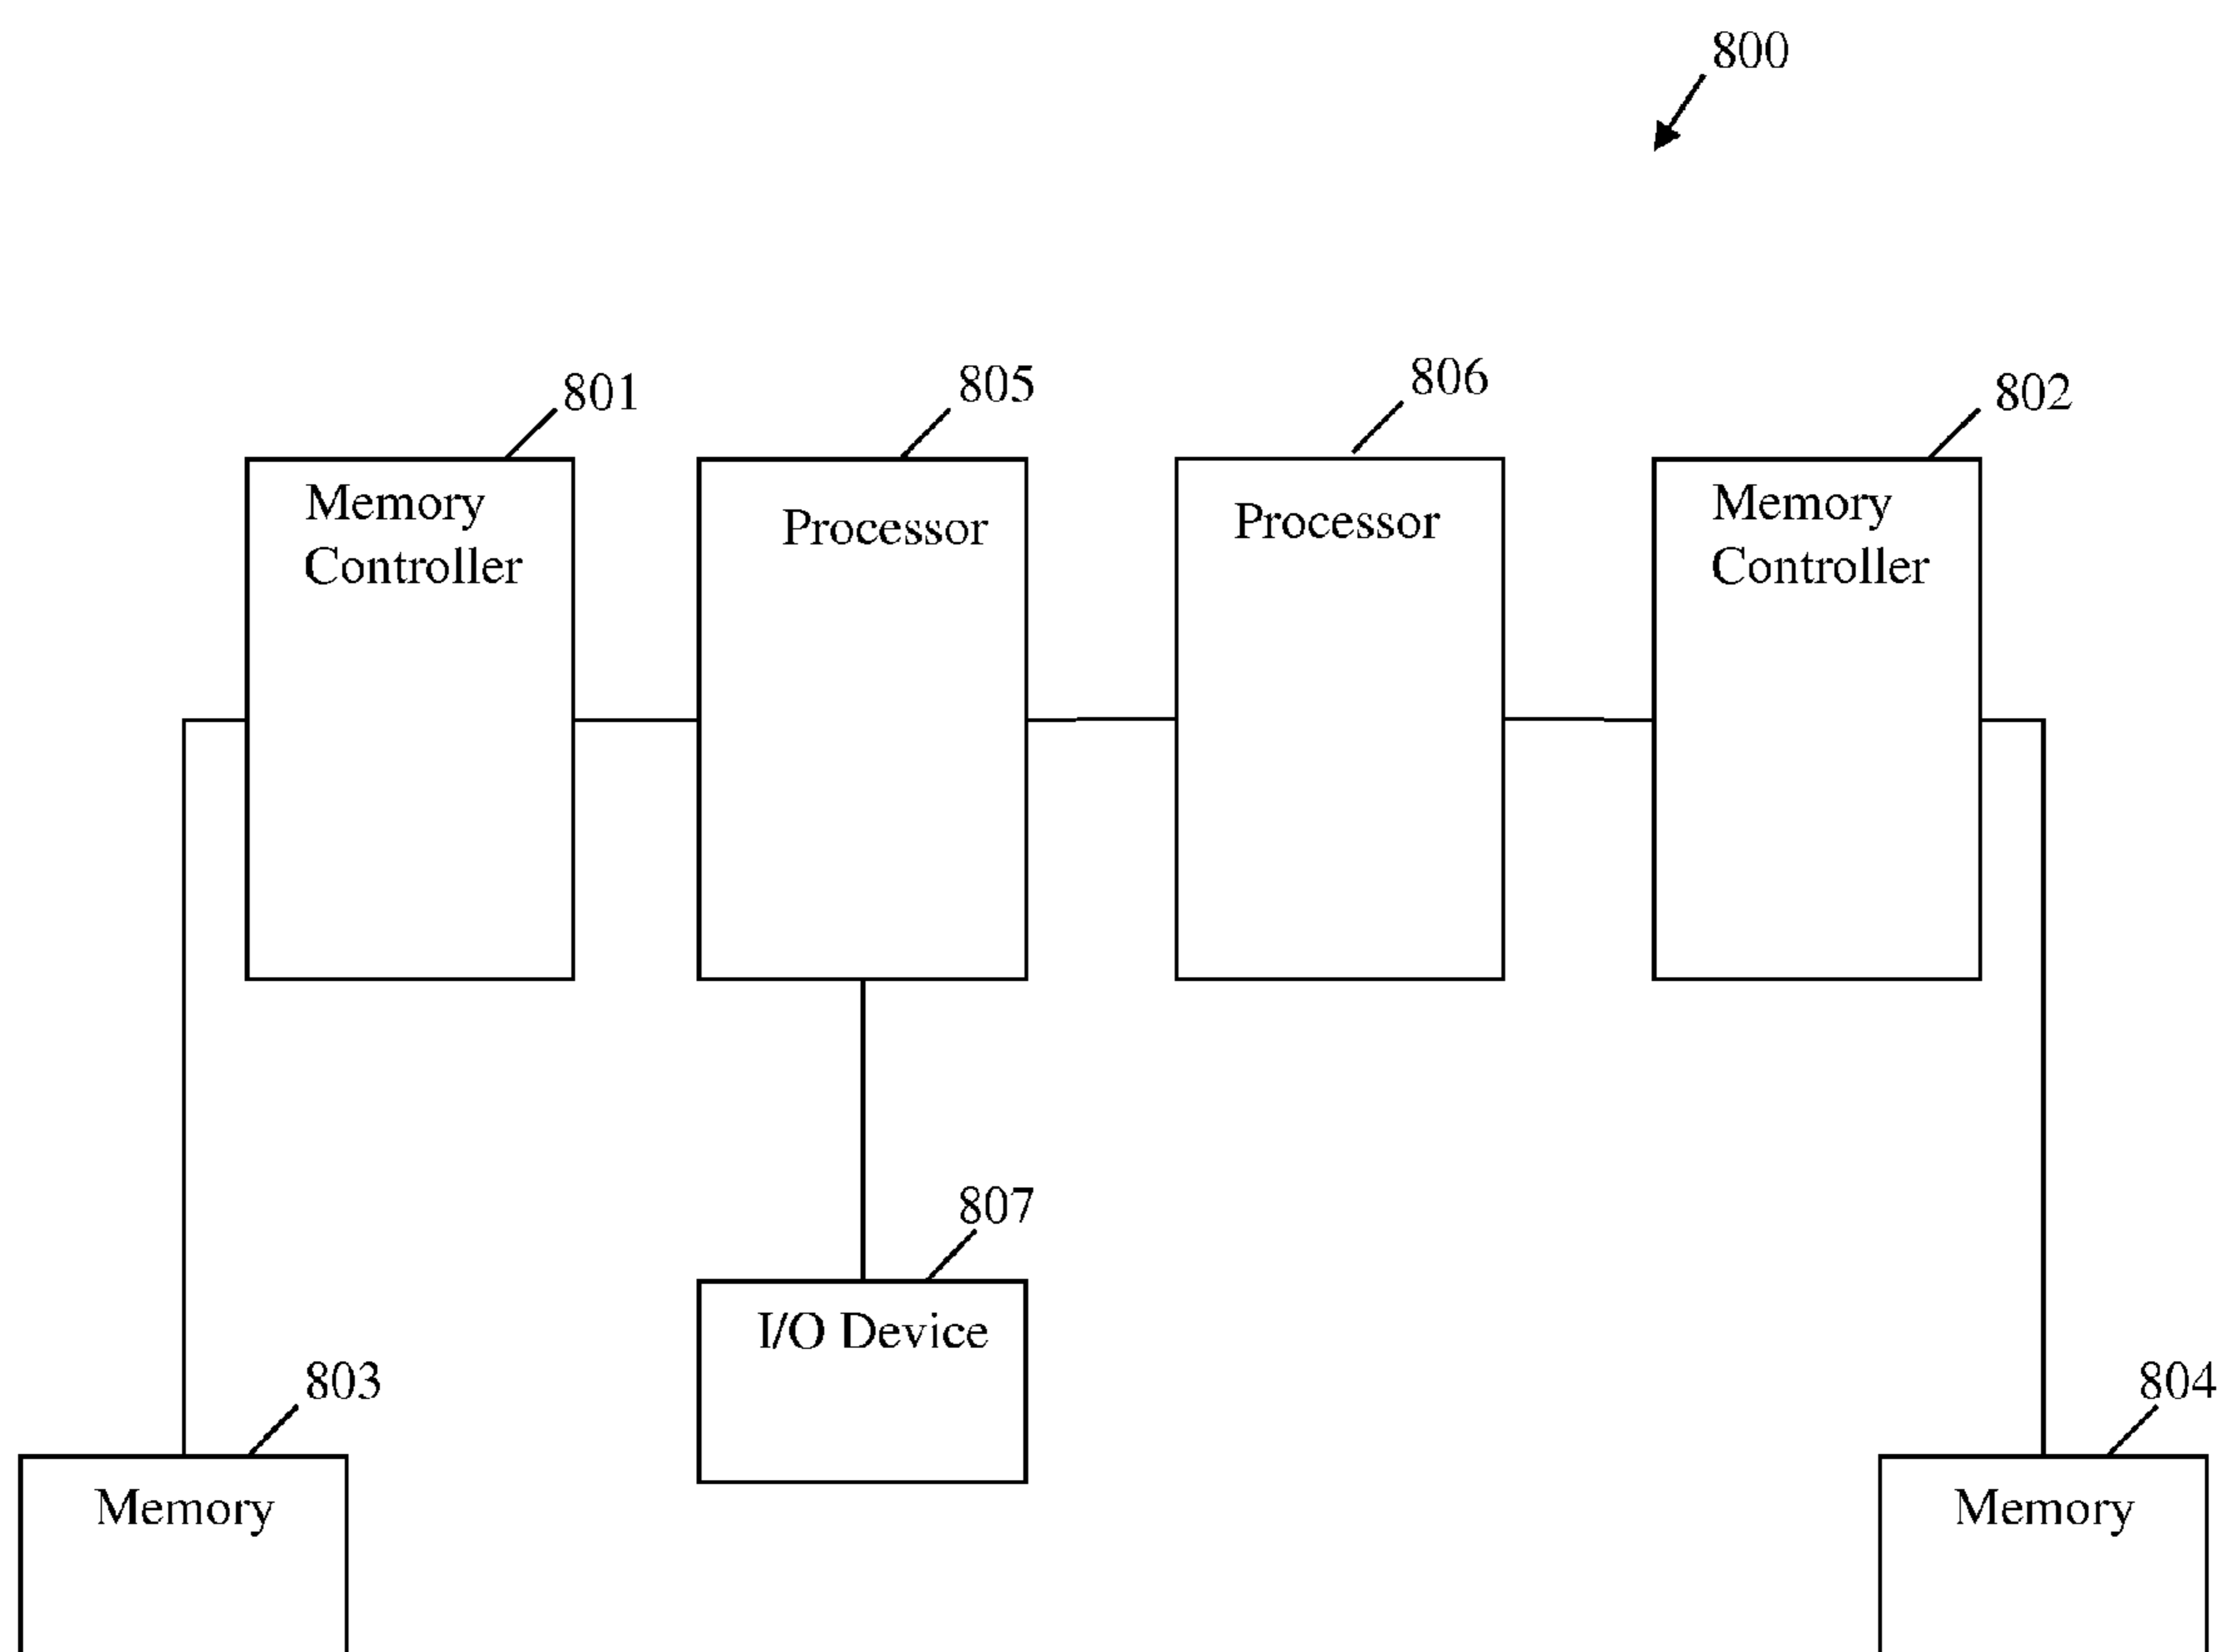 800
801
805
806
802
Memory
Controller
Processor
Processor
Memory
Controller
807
I/O Device
803
804
Memory
Memory